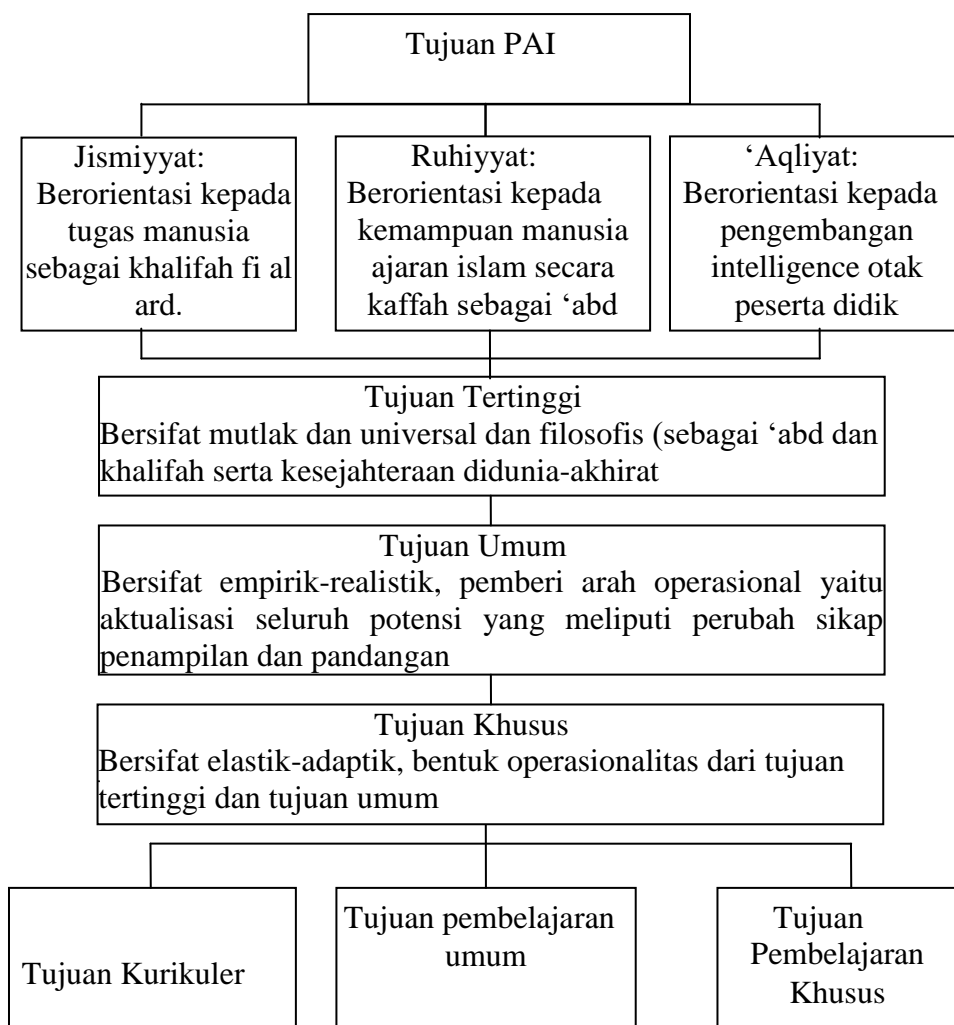 Tujuan PAI
Jismiyyat:
Berorientasi kepada
tugas manusia
sebagai khalifah fi al
ard.
Ruhiyyat:
Berorientasi kepada
kemampuan manusia
ajaran islam secara
kaffah sebagai ‘abd
‘Aqliyat:
Berorientasi kepada
pengembangan
intelligence otak
peserta didik
Tujuan Tertinggi
Bersifat mutlak dan universal dan filosofis (sebagai ‘abd dan
khalifah serta kesejahteraan didunia-akhirat
Tujuan Umum
Bersifat empirik-realistik, pemberi arah operasional yaitu
aktualisasi seluruh potensi yang meliputi perubah sikap
penampilan dan pandangan
Tujuan Khusus
Bersifat elastik-adaptik, bentuk operasionalitas dari tujuan
tertinggi dan tujuan umum
Tujuan Kurikuler
Tujuan pembelajaran
umum
Tujuan
Pembelajaran
Khusus